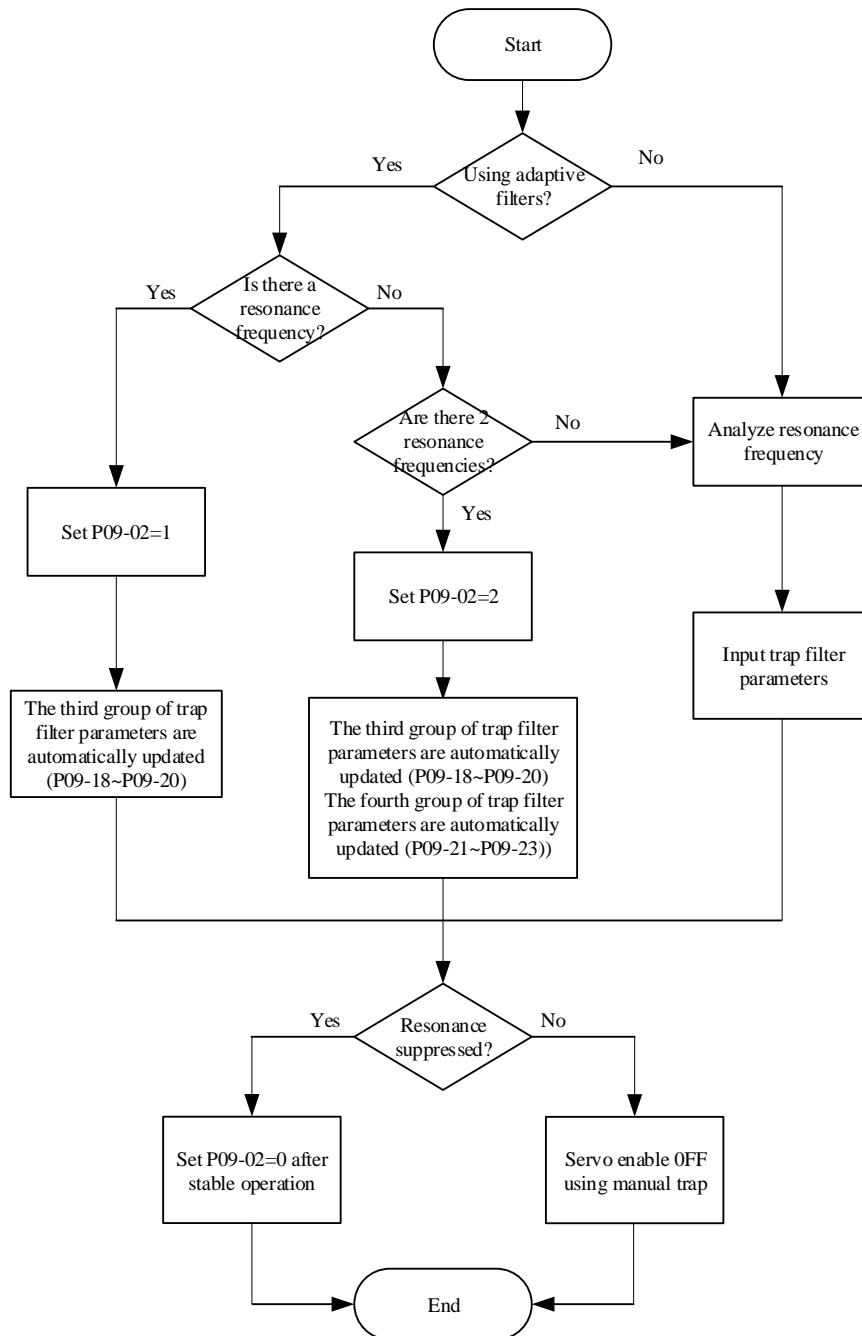 Start
Yes
No
Using adaptive
filters?
Yes
Is there a
resonance
frequency?
No
Are there 2
resonance
frequencies?
No
Analyze resonance
frequency
Set P09-02=1
Yes
Set P09-02=2
Input trap filter
parameters
The third group of trap
filter parameters are
automatically updated
(P09-18~P09-20)
The third group of trap filter
parameters are automatically
updated (P09-18~P09-20)
The fourth group of trap filter
parameters are automatically
updated (P09-21~P09-23))
Yes
Resonance
suppressed?
No
Set P09-02=0 after
stable operation
Servo enable 0FF
using manual trap
End